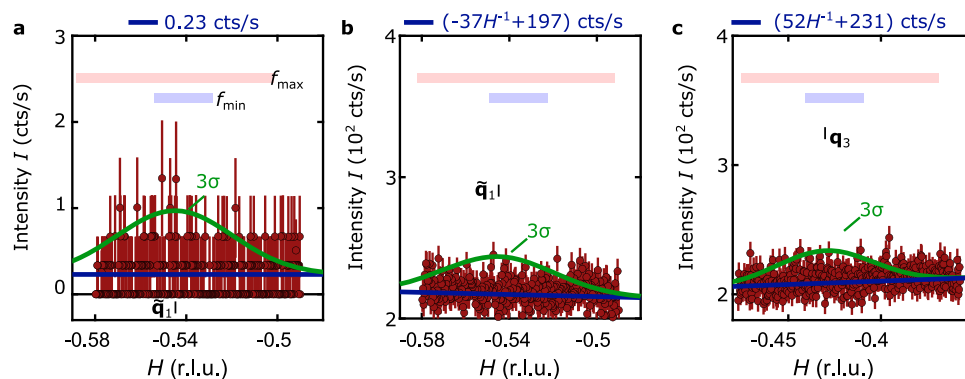 0.23 cts/s
(-37H⁻¹+197) cts/s
(52H⁻¹+231) cts/s
a
b
c
Intensity I (cts/s)
3
2
1
0
f_max
f_min
3σ
q̃₁
-0.58
-0.54
-0.5
H (r.l.u.)
Intensity I (10² cts/s)
4
3
2
q̃₁
3σ
-0.58
-0.54
-0.5
H (r.l.u.)
Intensity I (10² cts/s)
4
3
2
q₃
3σ
-0.45
-0.4
H (r.l.u.)